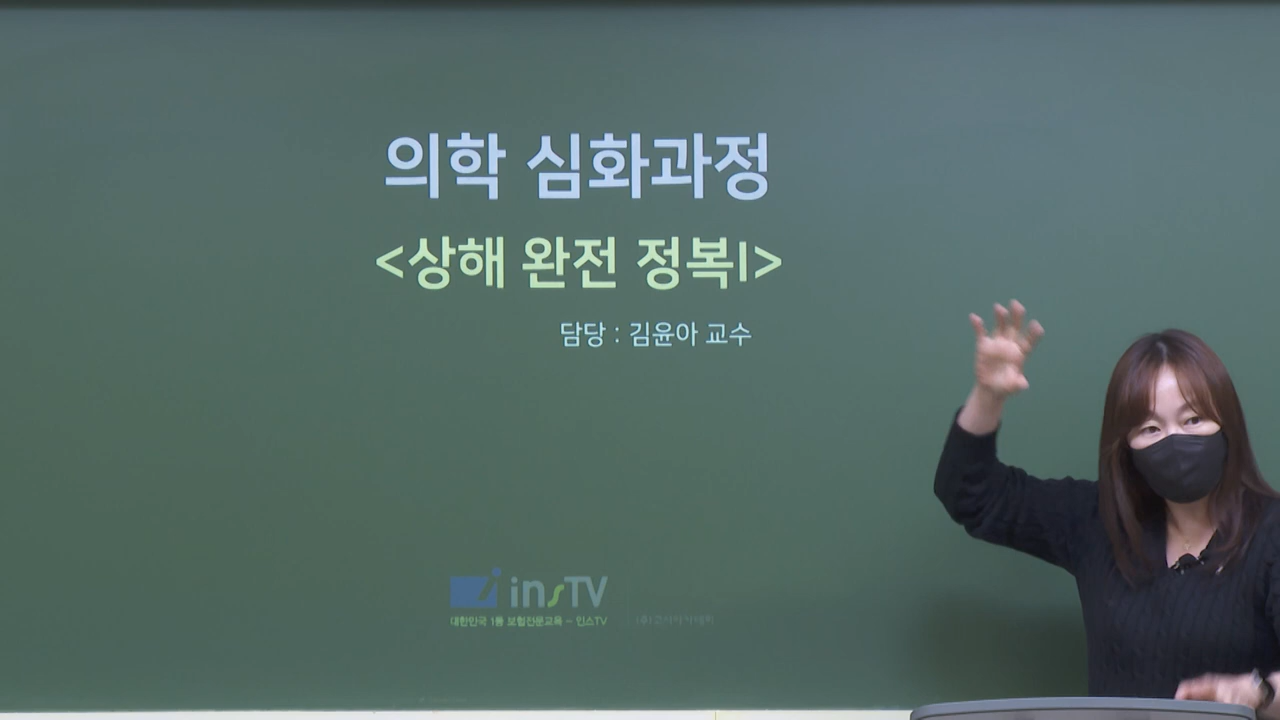 의학 심화과정
<상해 완전 정복I>
담당 : 김윤아 교수
insTV
대한민국 1등 보험전문교육 - 인스TV